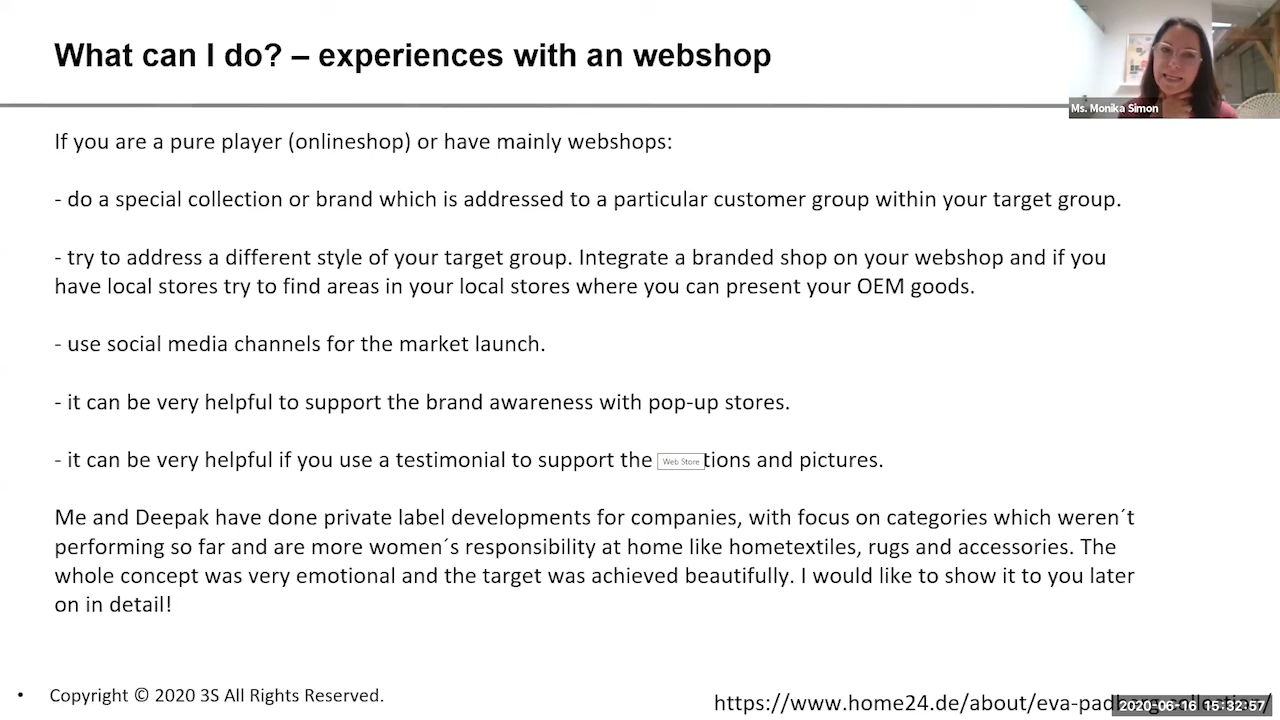 What can I do? – experiences with an webshop
Ms. Monika Simon
If you are a pure player (onlineshop) or have mainly webshops:
- do a special collection or brand which is addressed to a particular customer group within your target group.
- try to address a different style of your target group. Integrate a branded shop on your webshop and if you
have local stores try to find areas in your local stores where you can present your OEM goods.
- use social media channels for the market launch.
- it can be very helpful to support the brand awareness with pop-up stores.
- it can be very helpful if you use a testimonial to support the Web Store tions and pictures.
Me and Deepak have done private label developments for companies, with focus on categories which weren´t
performing so far and are more women´s responsibility at home like hometextiles, rugs and accessories. The
whole concept was very emotional and the target was achieved beautifully. I would like to show it to you later
on in detail!
• Copyright © 2020 3S All Rights Reserved.
https://www.home24.de/about/eva-padberg-collection/
2020-06-16 15:32:57